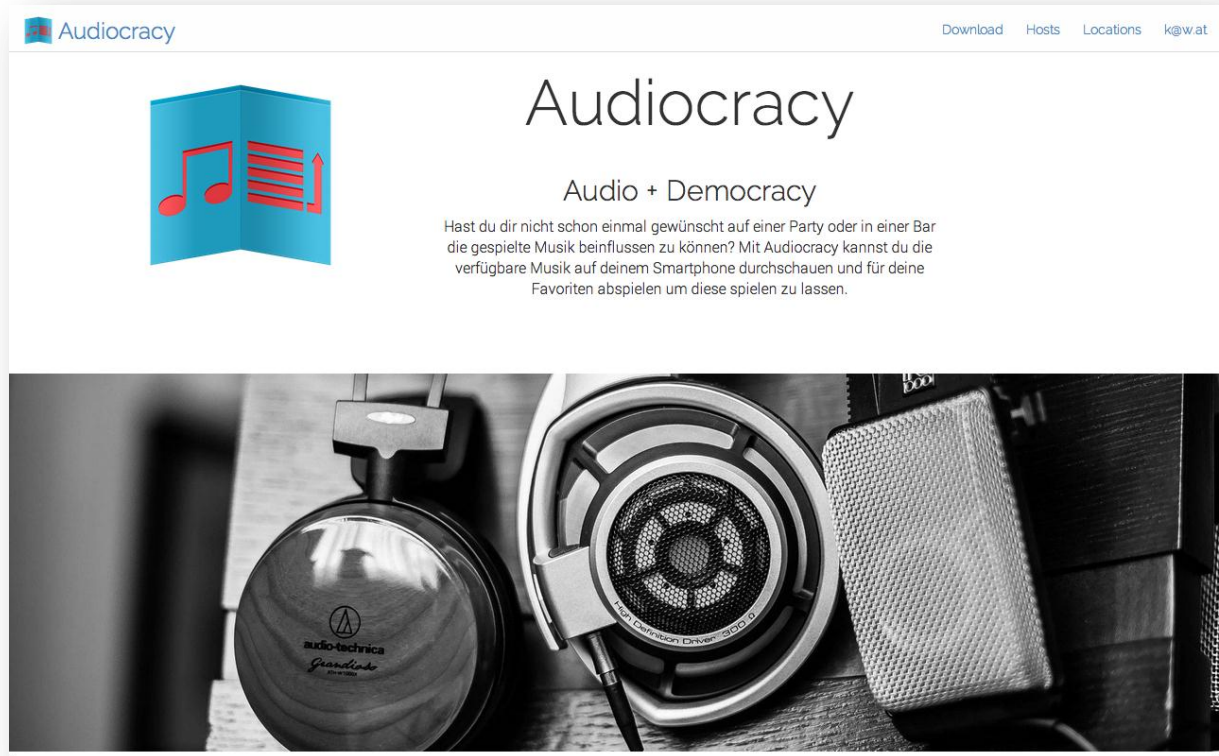 Audiocracy
Download
Hosts
Locations
k@w.at
Audiocracy
Audio + Democracy
Hast du dir nicht schon einmal gewünscht auf einer Party oder in einer Bar
die gespielte Musik beinflussen zu können? Mit Audiocracy kannst du die
verfügbare Musik auf deinem Smartphone durchschauen und für deine
Favoriten abspielen um diese spielen zu lassen.
audio-technica
Grandioso
High Definition Driver 300 Ω